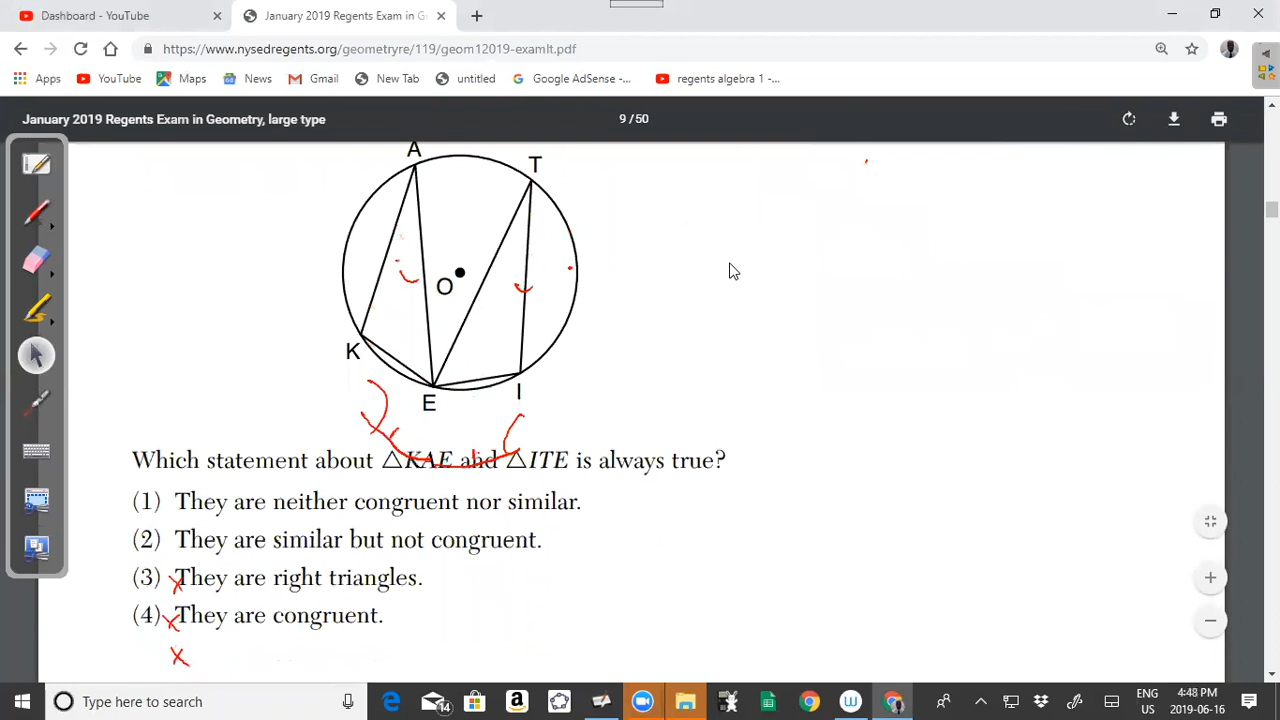 Dashboard - YouTube
January 2019 Regents Exam in G
https://www.nysedregents.org/geometryre/119/geom12019-examlt.pdf
Apps YouTube Maps News Gmail New Tab untitled Google AdSense -... regents algebra 1 -...
January 2019 Regents Exam in Geometry, large type 9 / 50
A
T
O
K
E
I
Which statement about △KAE and △ITE is always true?
(1) They are neither congruent nor similar.
(2) They are similar but not congruent.
(3) They are right triangles.
(4) They are congruent.
Type here to search
14
ENG 4:48 PM
US 2019-06-16